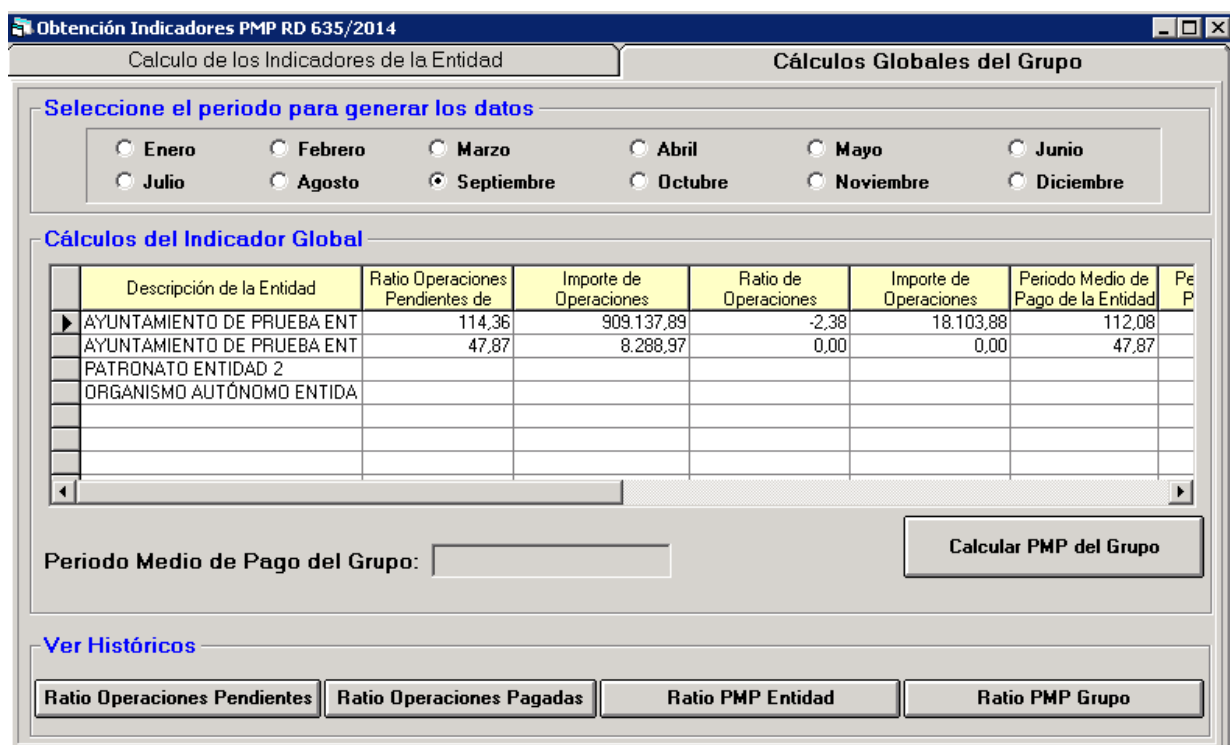 Obtención Indicadores PMP RD 635/2014
Calculo de los Indicadores de la Entidad
Cálculos Globales del Grupo
Seleccione el periodo para generar los datos
Enero Febrero Marzo Abril Mayo Junio
Julio Agosto Septiembre Octubre Noviembre Diciembre
Cálculos del Indicador Global
Descripción de la Entidad Ratio Operaciones Pendientes de Importe de Operaciones Ratio de Operaciones Importe de Operaciones Periodo Medio de Pago de la Entidad Pe P
AYUNTAMIENTO DE PRUEBA ENT 114,36 909.137,89 -2,38 18.103,88 112,08
AYUNTAMIENTO DE PRUEBA ENT 47,87 8.288,97 0,00 0,00 47,87
PATRONATO ENTIDAD 2
ORGANISMO AUTÓNOMO ENTIDA
Periodo Medio de Pago del Grupo:
Calcular PMP del Grupo
Ver Históricos
Ratio Operaciones Pendientes Ratio Operaciones Pagadas Ratio PMP Entidad Ratio PMP Grupo